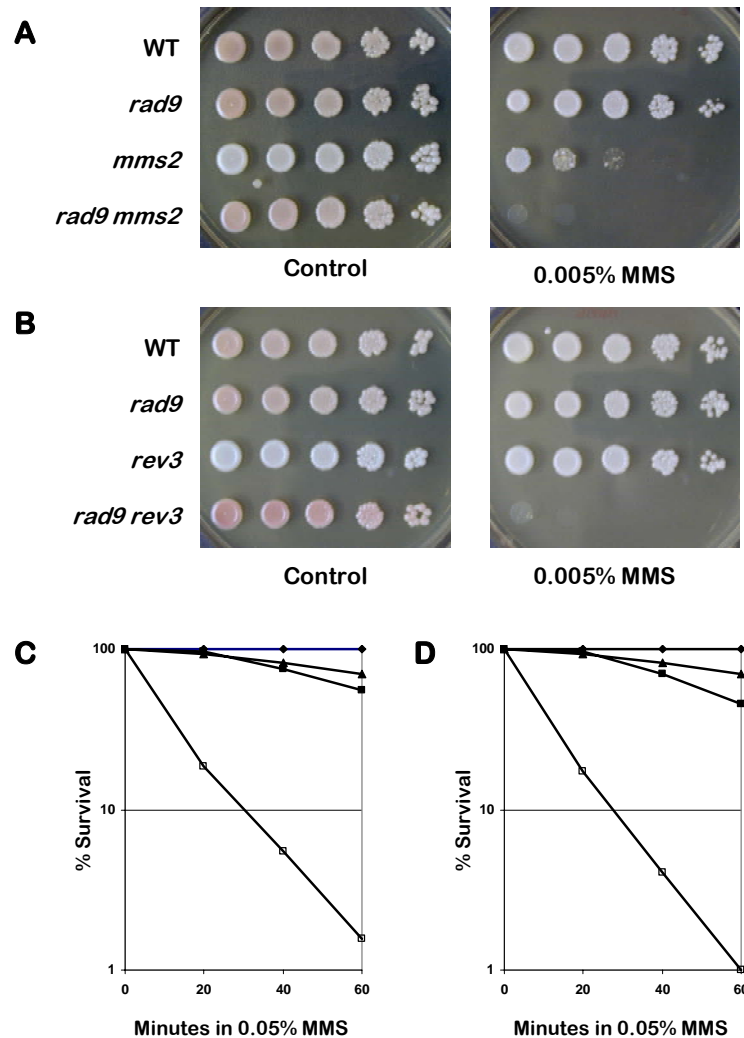 A
WT
rad9
mms2
rad9 mms2
Control
0.005% MMS
B
WT
rad9
rev3
rad9 rev3
Control
0.005% MMS
C
100
10
1
% Survival
0 20 40 60
Minutes in 0.05% MMS
D
100
10
1
% Survival
0 20 40 60
Minutes in 0.05% MMS